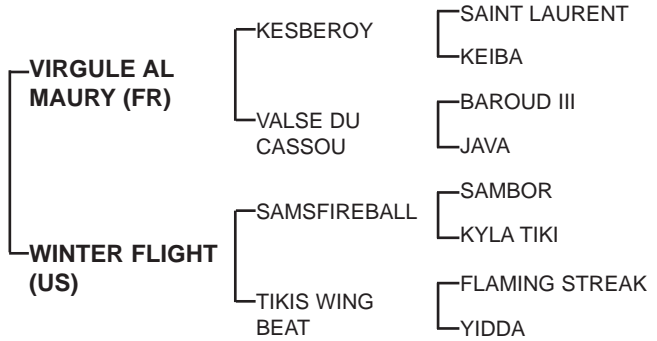 SAINT LAURENT
KESBEROY
KEIBA
VIRGULE AL
MAURY (FR)
BAROUD III
VALSE DU
CASSOU
JAVA
SAMBOR
SAMSFIREBALL
KYLA TIKI
WINTER FLIGHT
(US)
FLAMING STREAK
TIKIS WING
BEAT
YIDDA